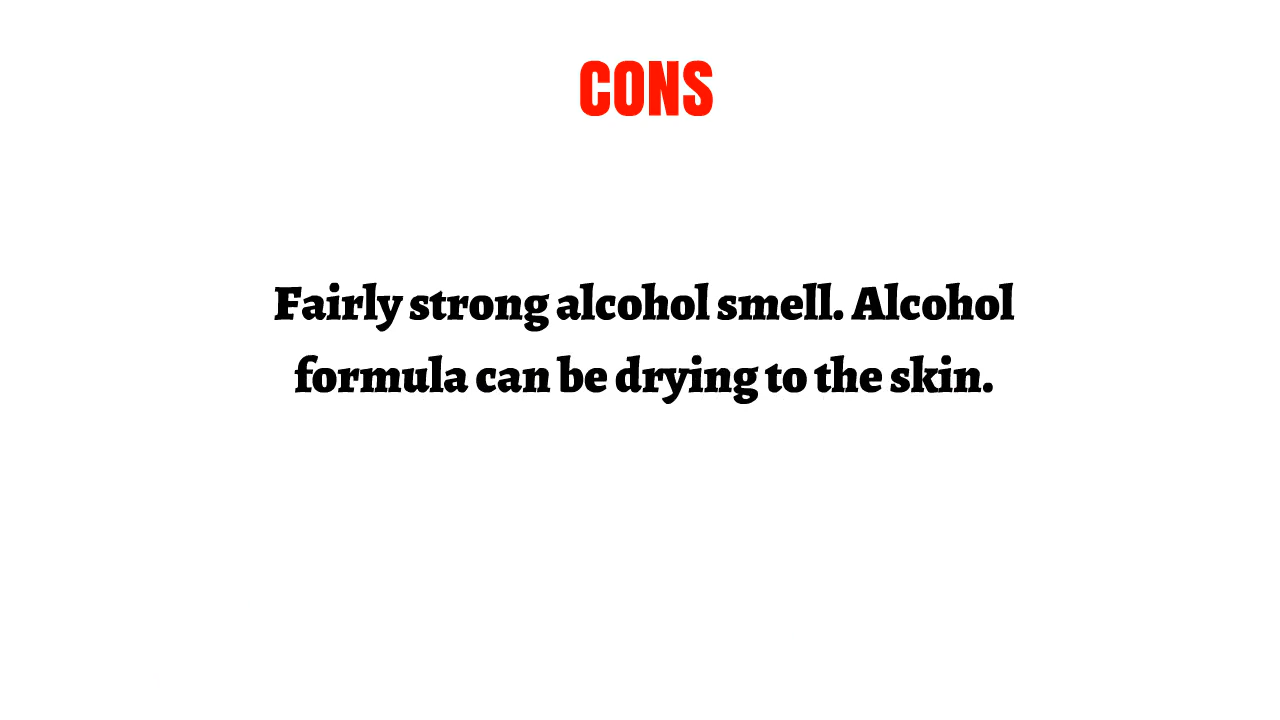 CONS
Fairly strong alcohol smell. Alcohol
formula can be drying to the skin.